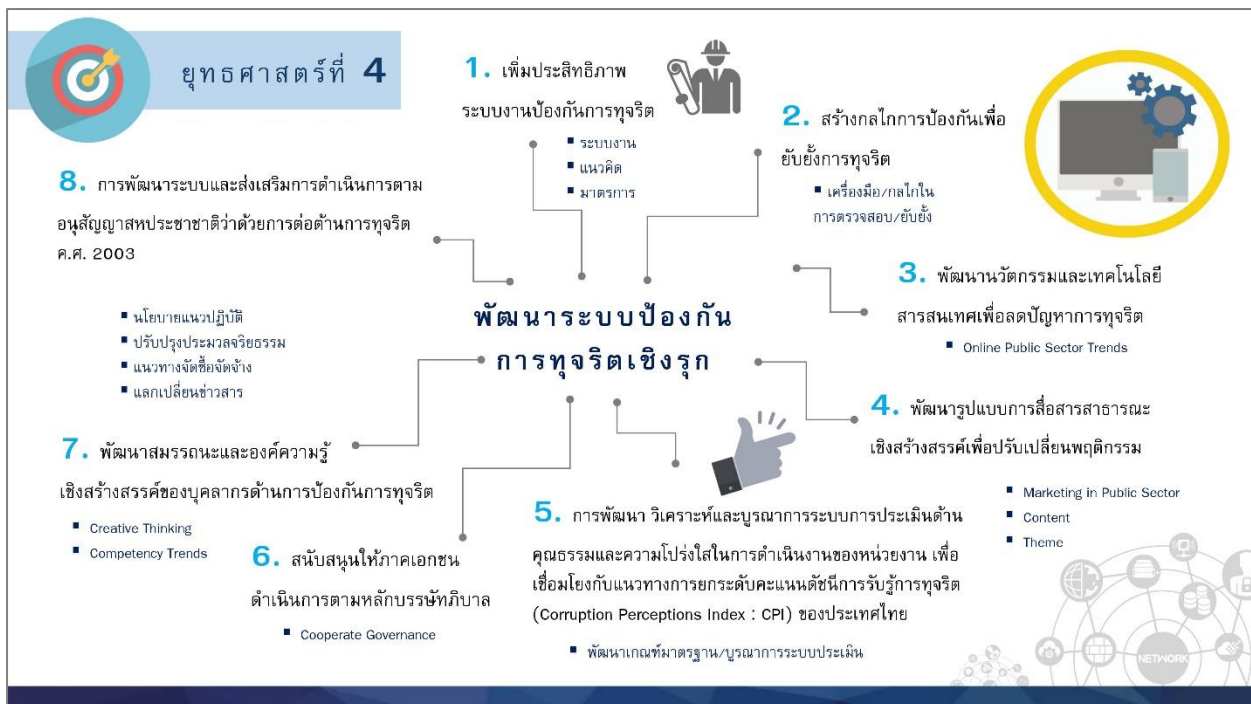 ยุทธศาสตร์ที่ 4
1. เพิ่มประสิทธิภาพ
ระบบงานป้องกันการทุจริต
▪ ระบบงาน
▪ แนวคิด
▪ มาตรการ
2. สร้างกลไกการป้องกันเพื่อ
ยับยั้งการทุจริต
▪ เครื่องมือ/กลไกใน
การตรวจสอบ/ยับยั้ง
3. พัฒนานวัตกรรมและเทคโนโลยี
สารสนเทศเพื่อลดปัญหาการทุจริต
▪ Online Public Sector Trends
4. พัฒนารูปแบบการสื่อสารสาธารณะ
เชิงสร้างสรรค์เพื่อปรับเปลี่ยนพฤติกรรม
▪ Marketing in Public Sector
▪ Content
▪ Theme
5. การพัฒนา วิเคราะห์และบูรณาการระบบการประเมินด้าน
คุณธรรมและความโปร่งใสในการดำเนินงานของหน่วยงาน เพื่อ
เชื่อมโยงกับแนวทางการยกระดับคะแนนดัชนีการรับรู้การทุจริต
(Corruption Perceptions Index : CPI) ของประเทศไทย
▪ พัฒนาเกณฑ์มาตรฐาน/บูรณาการระบบประเมิน
6. สนับสนุนให้ภาคเอกชน
ดำเนินการตามหลักบรรษัทภิบาล
▪ Cooperate Governance
7. พัฒนาสมรรถนะและองค์ความรู้
เชิงสร้างสรรค์ของบุคลากรด้านการป้องกันการทุจริต
▪ Creative Thinking
▪ Competency Trends
8. การพัฒนาระบบและส่งเสริมการดำเนินการตาม
อนุสัญญาสหประชาชาติว่าด้วยการต่อต้านการทุจริต
ค.ศ. 2003
▪ นโยบายแนวปฏิบัติ
▪ ปรับปรุงประมวลจริยธรรม
▪ แนวทางจัดซื้อจัดจ้าง
▪ แลกเปลี่ยนข่าวสาร
พัฒนาระบบป้องกัน
การทุจริตเชิงรุก
NETWORK